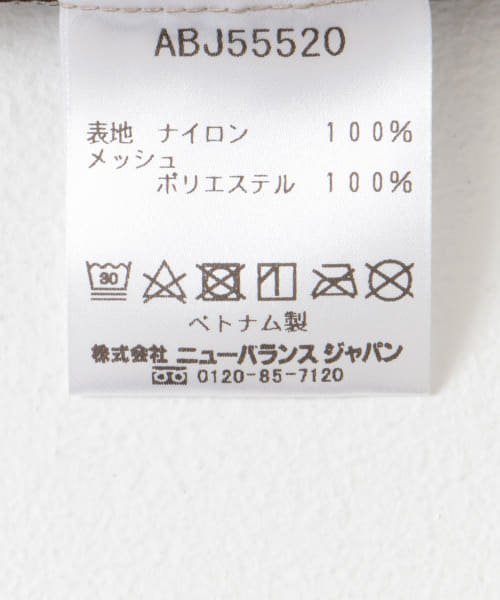 ABJ55520
表地 ナイロン 100%
メッシュ
ポリエステル 100%
30
ベトナム製
株式会社 ニューバランス ジャパン
0120-85-7120